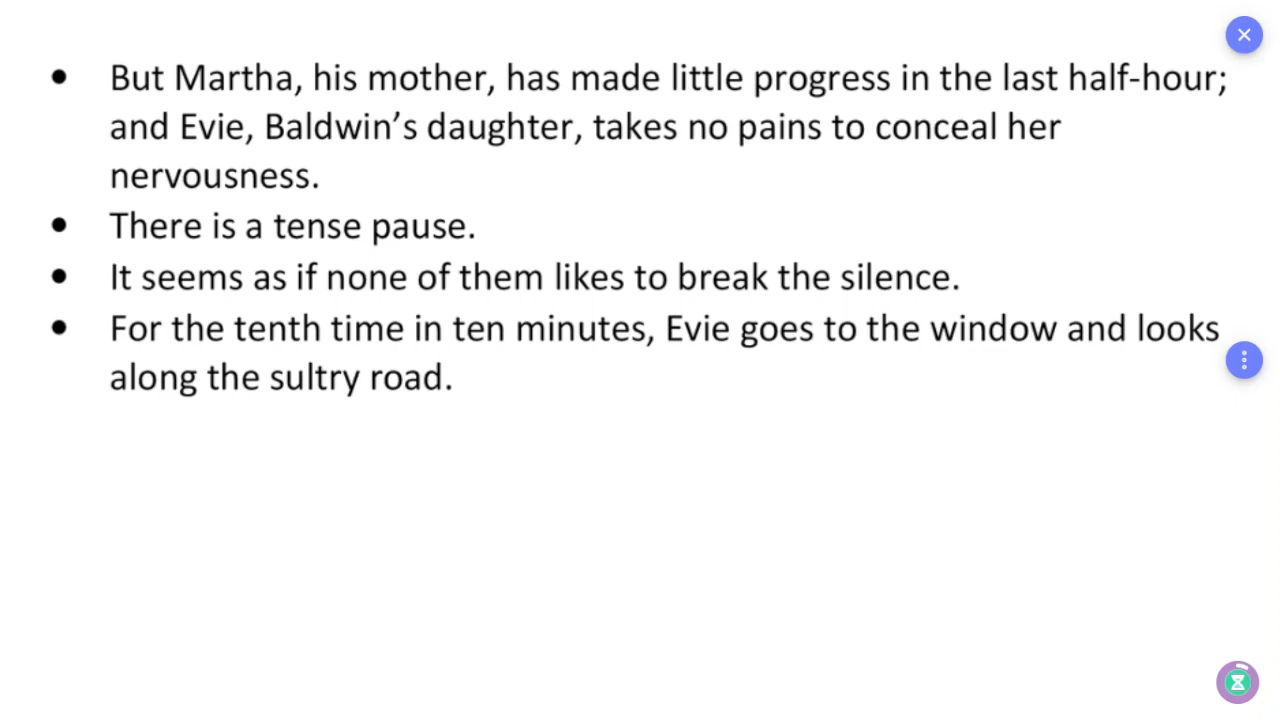 • But Martha, his mother, has made little progress in the last half-hour;
and Evie, Baldwin’s daughter, takes no pains to conceal her
nervousness.
• There is a tense pause.
• It seems as if none of them likes to break the silence.
• For the tenth time in ten minutes, Evie goes to the window and looks
along the sultry road.